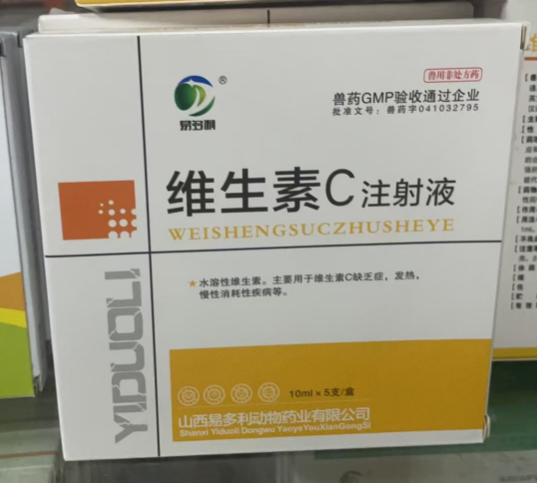 兽用非处方药
易多利
®
兽药GMP验收通过企业
批准文号：兽药字041032795
维生素C注射液
WEISHENGSUCZHUSHEYE
★水溶性维生素。主要用于维生素C缺乏症，发热，
慢性消耗性疾病等。
YIDUOLI
10ml×5支/盒
山西易多利动物药业有限公司
Shanxi Yiduoli Dongwu YaoyeYouXianGongSi